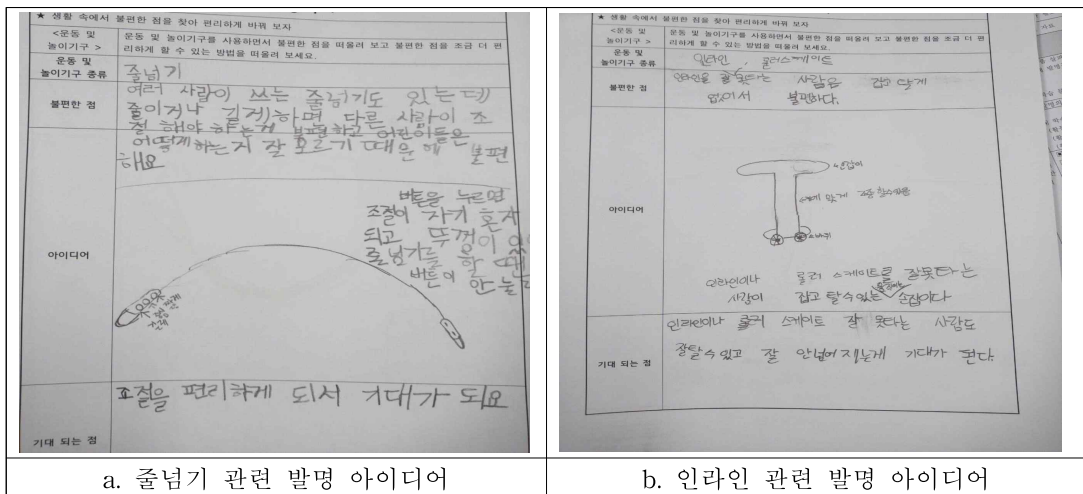 ★ 생활 속에서 불편한 점을 찾아 편리하게 바꿔 보자
<운동 및 놀이기구 >
운동 및 놀이기구를 사용하면서 불편한 점을 떠올려 보고 불편한 점을 조금 더 편
리하게 할 수 있는 방법을 떠올려 보세요.
운동 및
놀이기구 종류
줄넘기
불편한 점
여러 사람이 쓰는 줄넘기도 있는데
줄이거나 길게하면 다른 사람이 조
절 해야 하는게 불편하고 어린이들은
어떻게하는지 잘 모르기 때문에 불편
해요
아이디어
버튼을 누르면
조절이 자기 혼자
되고 뚜껑이 있
로 넘기를 할 땐
버튼이 안 눌
기대 되는 점
조절을 편리하게 되서 기대가 되요
a. 줄넘기 관련 발명 아이디어
★ 생활 속에서 불편한 점을 찾아 편리하게 바꿔 보자
<운동 및
놀이기구 >
운동 및 놀이기구를 사용하면서 불편한 점을 떠올려 보고 불편한 점을 조금 더 편
리하게 할 수 있는 방법을 떠올려 보세요.
운동 및
놀이기구 종류
인라인, 롤러스케이트
불편한 점
인라인을 잘 못타는 사람은 잡고 탈게
없어서 불편하다.
아이디어
손잡이
키에 맞게 조절 할수있음
바퀴
인라인이나 롤러 스케이트를 잘못타는
사람이 잡고 탈수있는 손잡이다
기대 되는 점
인라인이나 롤러 스케이트 잘 못타는 사람도
잘탈수 있고 잘 안넘어지는게 기대가 된다.
b. 인라인 관련 발명 아이디어